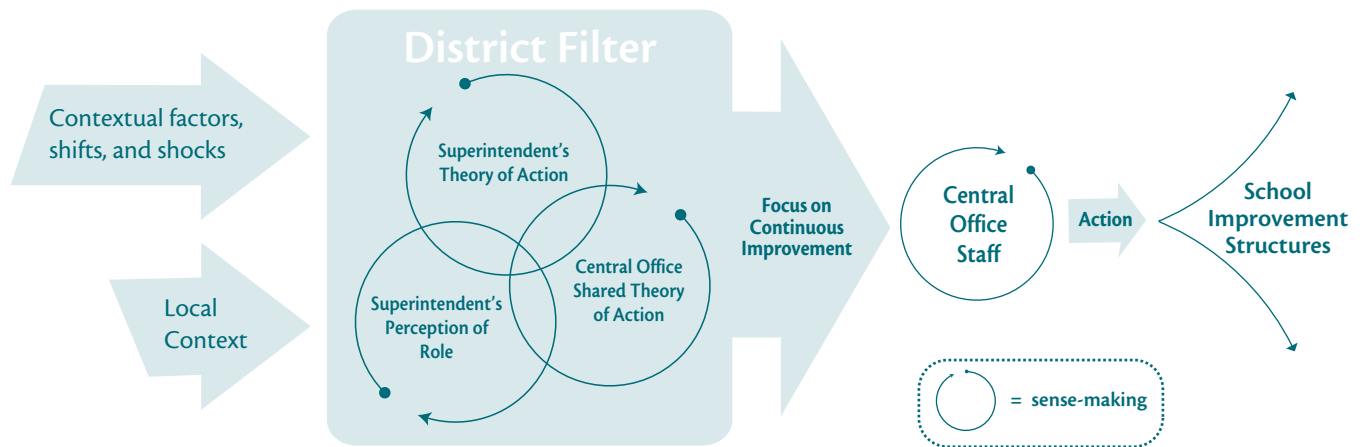 District Filter
Contextual factors,
shifts, and shocks
Local
Context
Superintendent’s
Theory of Action
Superintendent’s
Perception of
Role
Central Office
Shared Theory
of Action
Focus on
Continuous
Improvement
Central
Office
Staff
Action
School
Improvement
Structures
= sense-making